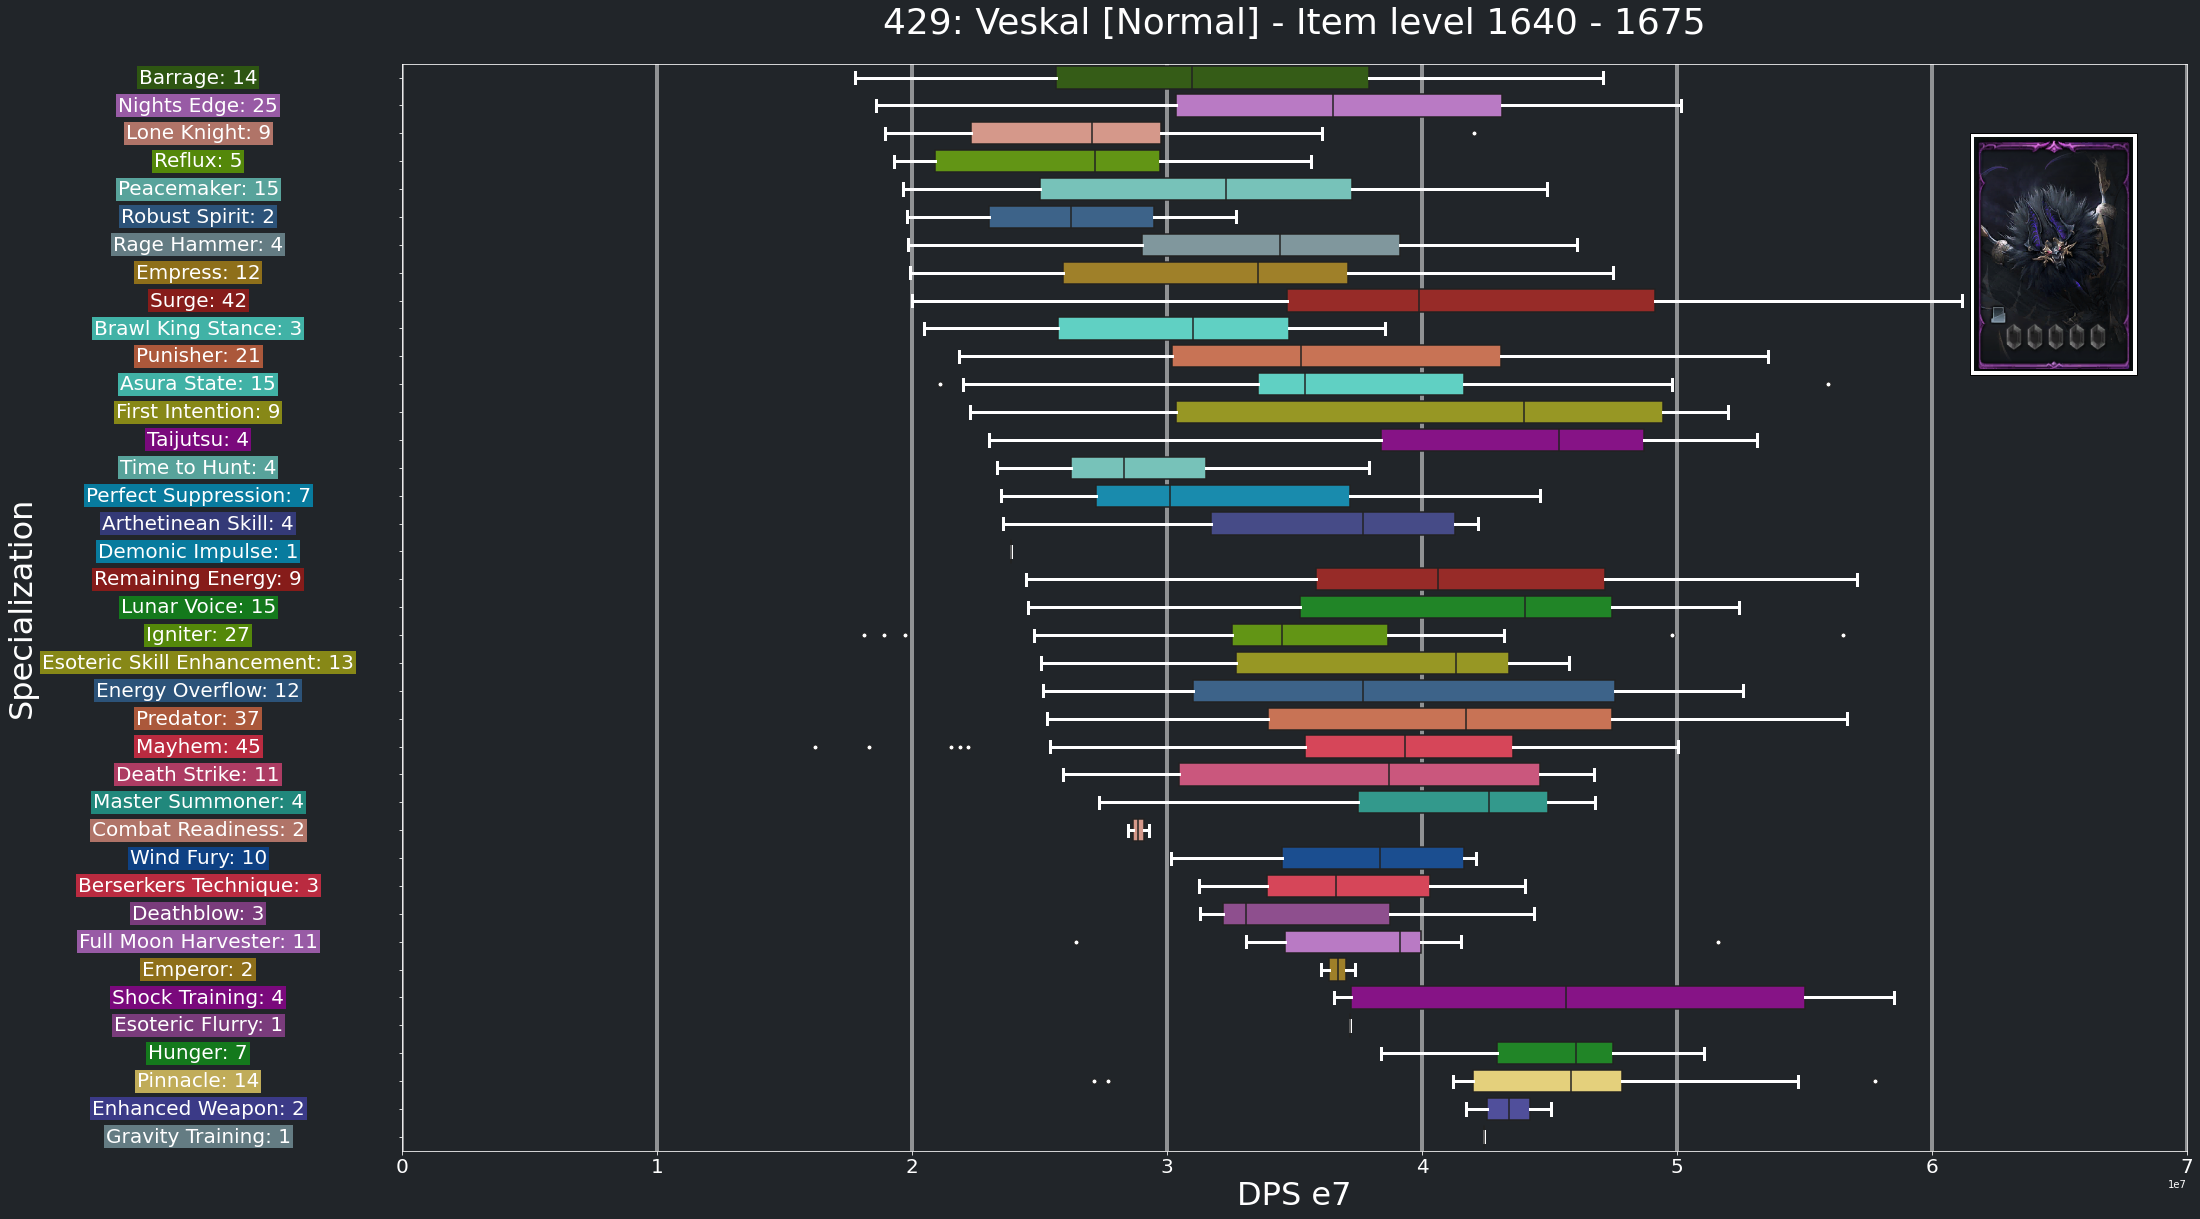 429: Veskal [Normal] - Item level 1640 - 1675
Specialization
Barrage: 14
Nights Edge: 25
Lone Knight: 9
Reflux: 5
Peacemaker: 15
Robust Spirit: 2
Rage Hammer: 4
Empress: 12
Surge: 42
Brawl King Stance: 3
Punisher: 21
Asura State: 15
First Intention: 9
Taijutsu: 4
Time to Hunt: 4
Perfect Suppression: 7
Arthetinean Skill: 4
Demonic Impulse: 1
Remaining Energy: 9
Lunar Voice: 15
Igniter: 27
Esoteric Skill Enhancement: 13
Energy Overflow: 12
Predator: 37
Mayhem: 45
Death Strike: 11
Master Summoner: 4
Combat Readiness: 2
Wind Fury: 10
Berserkers Technique: 3
Deathblow: 3
Full Moon Harvester: 11
Emperor: 2
Shock Training: 4
Esoteric Flurry: 1
Hunger: 7
Pinnacle: 14
Enhanced Weapon: 2
Gravity Training: 1
0 1 2 3 4 5 6 7
1e7
DPS e7